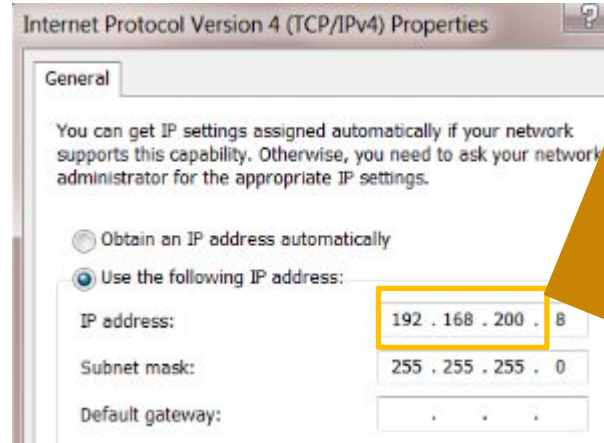 Internet Protocol Version 4 (TCP/IPv4) Properties
?
General
You can get IP settings assigned automatically if your network
supports this capability. Otherwise, you need to ask your network
administrator for the appropriate IP settings.
Obtain an IP address automatically
Use the following IP address:
IP address: 192 . 168 . 200 . 8
Subnet mask: 255 . 255 . 255 . 0
Default gateway: . . .